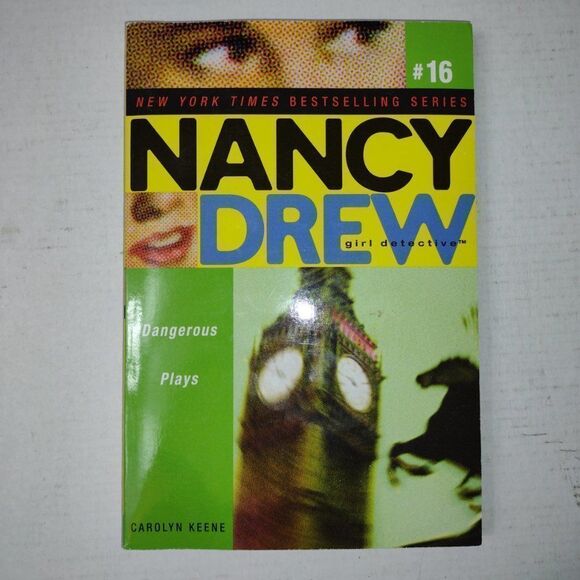 #16
NEW YORK TIMES BESTSELLING SERIES
NANCY
DREW
girl detective™
Dangerous
Plays
CAROLYN KEENE